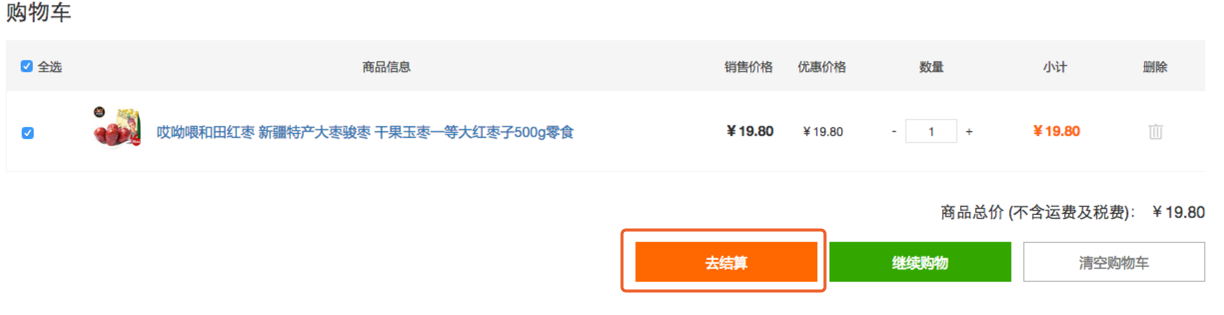 购物车
全选 商品信息 销售价格 优惠价格 数量 小计 删除
哎呦喂和田红枣 新疆特产大枣骏枣 干果玉枣一等大红枣子500g零食 ¥19.80 ¥19.80 - 1 + ¥19.80
商品总价 (不含运费及税费)： ¥19.80
去结算 继续购物 清空购物车